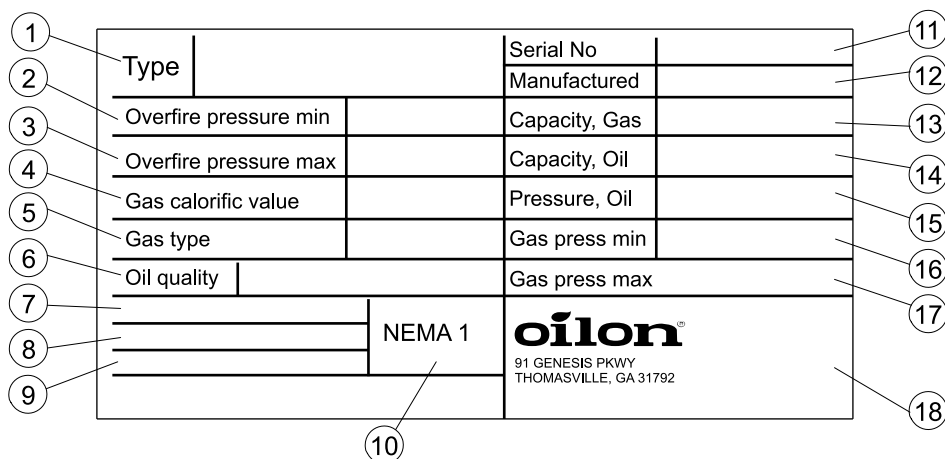 1
Type
Serial No
11
2
Manufactured
12
Overfire pressure min
Capacity, Gas
13
3
Overfire pressure max
Capacity, Oil
14
4
Gas calorific value
Pressure, Oil
15
5
Gas type
Gas press min
16
6
Oil quality
Gas press max
17
7
8
NEMA 1
oilon®
91 GENESIS PKWY
THOMASVILLE, GA 31792
9
10
18